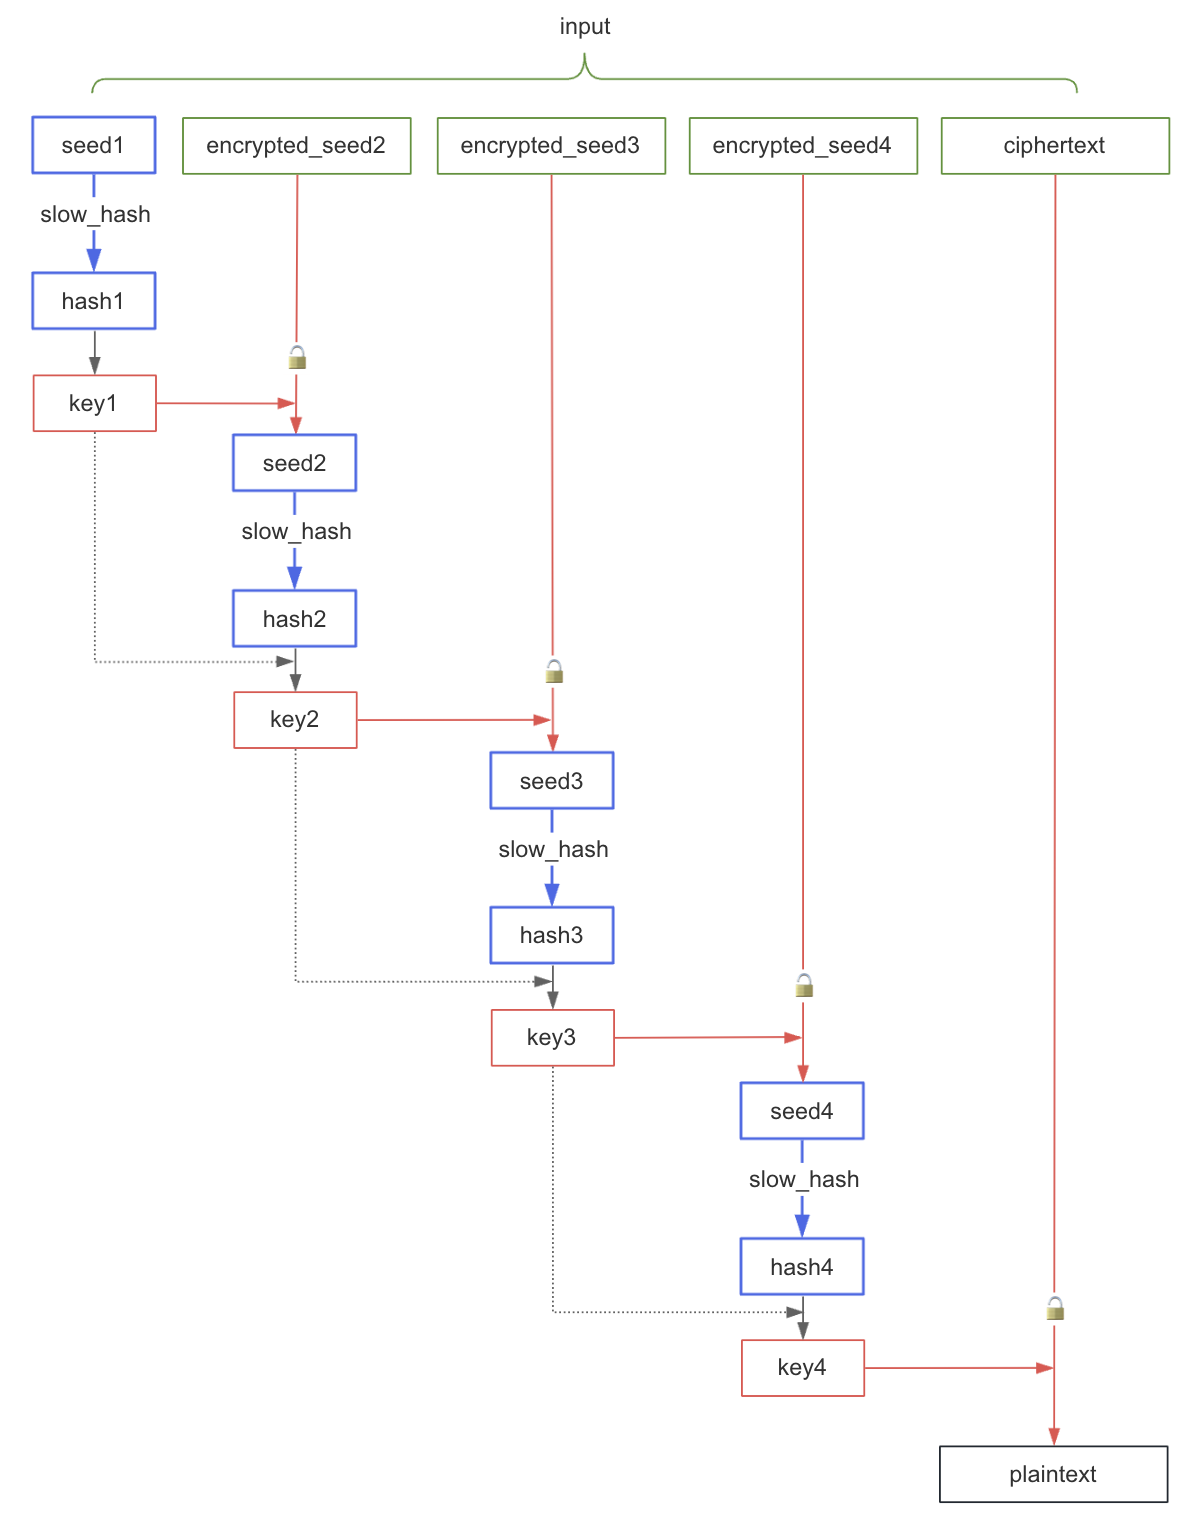 input
seed1
encrypted_seed2
encrypted_seed3
encrypted_seed4
ciphertext
slow_hash
hash1
key1
seed2
slow_hash
hash2
key2
seed3
slow_hash
hash3
key3
seed4
slow_hash
hash4
key4
plaintext